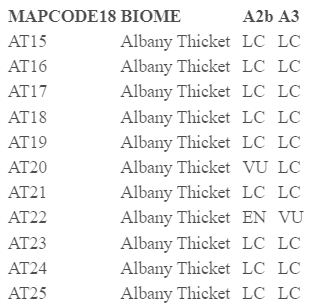 MAPCODE18 BIOME A2b A3
AT15 Albany Thicket LC LC
AT16 Albany Thicket LC LC
AT17 Albany Thicket LC LC
AT18 Albany Thicket LC LC
AT19 Albany Thicket LC LC
AT20 Albany Thicket VU LC
AT21 Albany Thicket LC LC
AT22 Albany Thicket EN VU
AT23 Albany Thicket LC LC
AT24 Albany Thicket LC LC
AT25 Albany Thicket LC LC